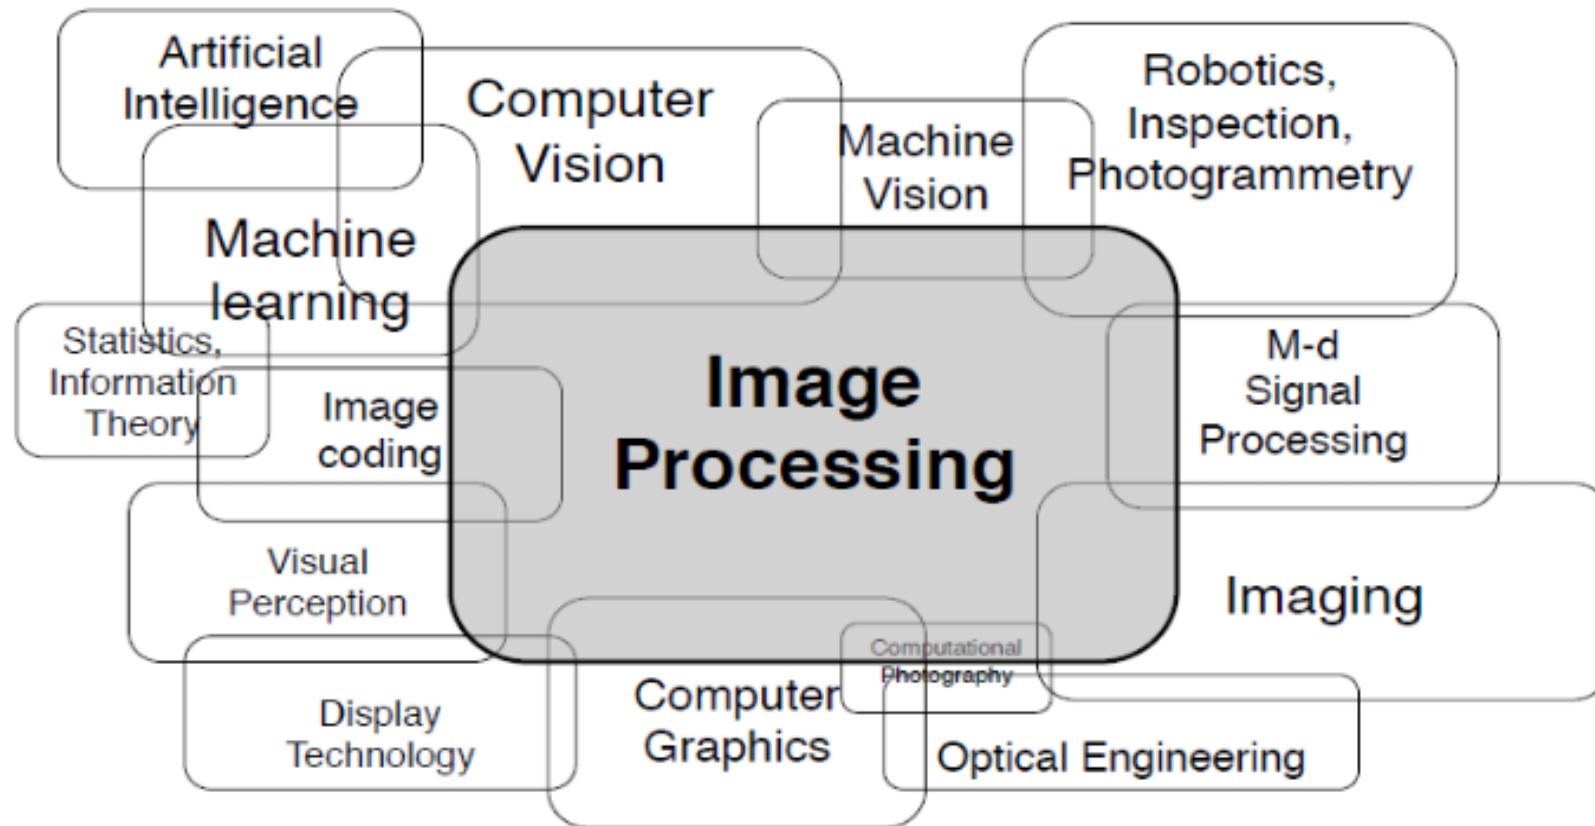 Artificial
Intelligence
Computer
Vision
Machine
Vision
Robotics,
Inspection,
Photogrammetry
Machine
learning
Statistics,
Information
Theory
Image
coding
Image
Processing
M-d
Signal
Processing
Visual
Perception
Imaging
Display
Technology
Computer
Graphics
Computational
Photography
Optical Engineering